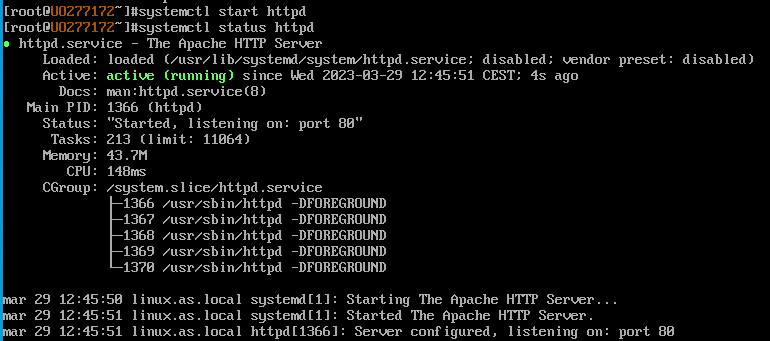 [root@UO277172~]#systemctl start httpd
[root@UO277172~]#systemctl status httpd
● httpd.service - The Apache HTTP Server
Loaded: loaded (/usr/lib/systemd/system/httpd.service; disabled; vendor preset: disabled)
Active: active (running) since Wed 2023-03-29 12:45:51 CEST; 4s ago
Docs: man:httpd.service(8)
Main PID: 1366 (httpd)
Status: "Started, listening on: port 80"
Tasks: 213 (limit: 11064)
Memory: 43.7M
CPU: 148ms
CGroup: /system.slice/httpd.service
├─1366 /usr/sbin/httpd -DFOREGROUND
├─1367 /usr/sbin/httpd -DFOREGROUND
├─1368 /usr/sbin/httpd -DFOREGROUND
├─1369 /usr/sbin/httpd -DFOREGROUND
└─1370 /usr/sbin/httpd -DFOREGROUND
mar 29 12:45:50 linux.as.local systemd[1]: Starting The Apache HTTP Server...
mar 29 12:45:51 linux.as.local systemd[1]: Started The Apache HTTP Server.
mar 29 12:45:51 linux.as.local httpd[1366]: Server configured, listening on: port 80